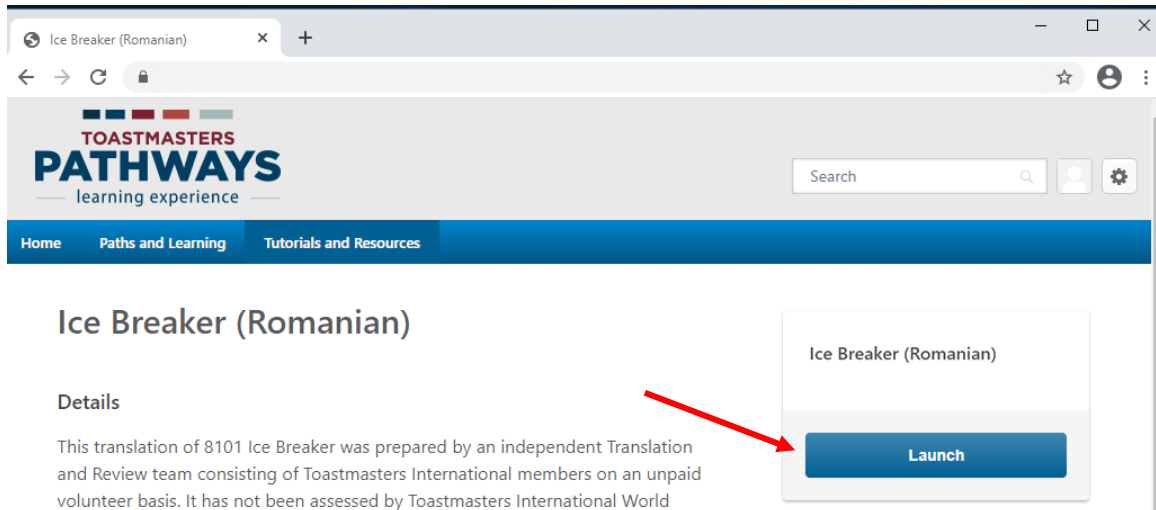 Ice Breaker (Romanian)
TOASTMASTERS
PATHWAYS
learning experience
Search
Home Paths and Learning Tutorials and Resources
Ice Breaker (Romanian)
Details
This translation of 8101 Ice Breaker was prepared by an independent Translation
and Review team consisting of Toastmasters International members on an unpaid
volunteer basis. It has not been assessed by Toastmasters International World
Ice Breaker (Romanian)
Launch